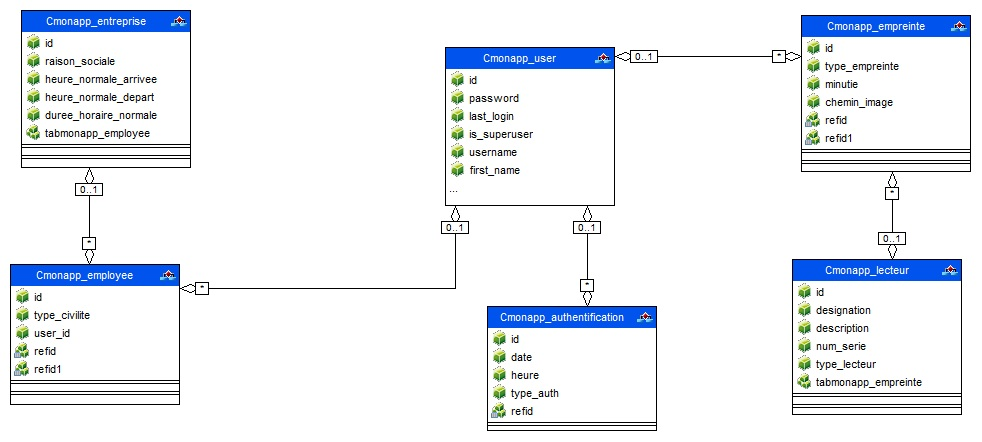 Cmonapp_entreprise
id
raison_sociale
heure_normale_arrivee
heure_normale_depart
duree_horaire_normale
tabmonapp_employee
0..1
*
Cmonapp_employee
id
type_civilite
user_id
refid
refid1
*
Cmonapp_user
id
password
last_login
is_superuser
username
first_name
...
0..1
0..1
*
Cmonapp_authentification
id
date
heure
type_auth
refid
0..1
*
Cmonapp_empreinte
id
type_empreinte
minutie
chemin_image
refid
refid1
*
0..1
Cmonapp_lecteur
id
designation
description
num_serie
type_lecteur
tabmonapp_empreinte